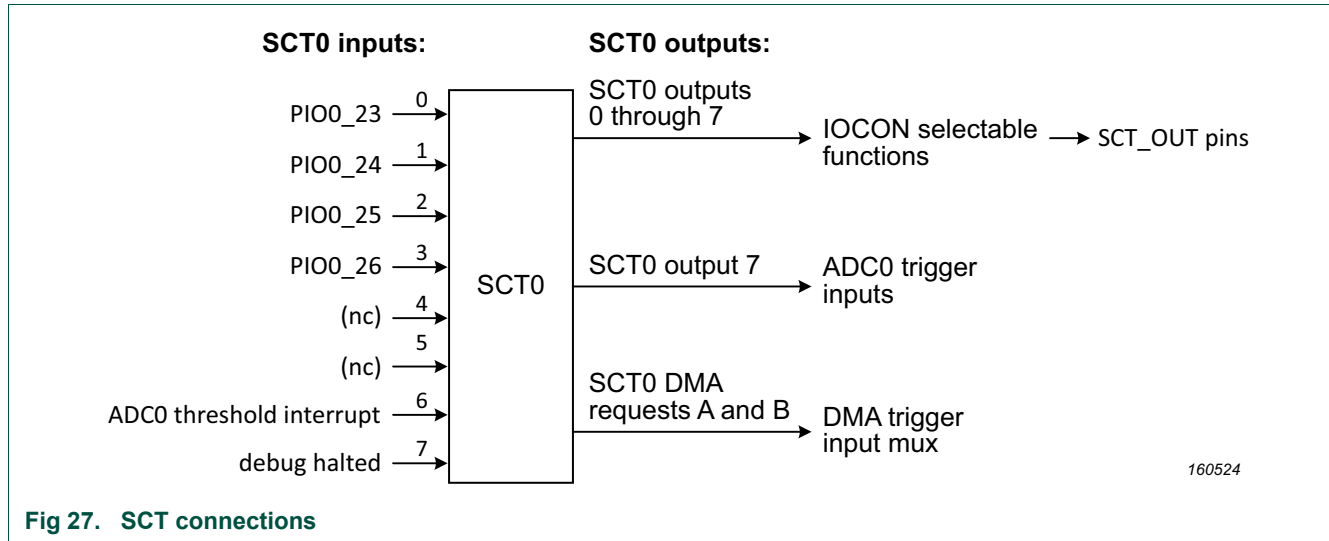 SCT0 inputs:
SCT0 outputs:
PIO0_23
0
PIO0_24
1
PIO0_25
2
PIO0_26
3
(nc)
4
(nc)
5
ADC0 threshold interrupt
6
debug halted
7
SCT0
SCT0 outputs
0 through 7
IOCON selectable
functions
SCT_OUT pins
SCT0 output 7
ADC0 trigger
inputs
SCT0 DMA
requests A and B
DMA trigger
input mux
160524
Fig 27. SCT connections